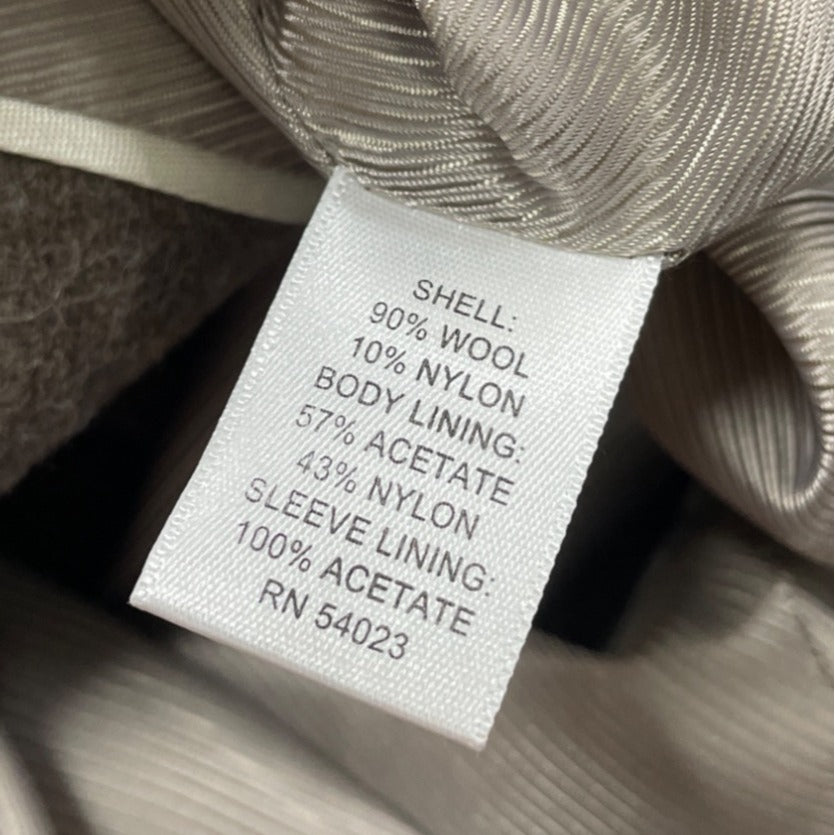 SHELL:
90% WOOL
10% NYLON
BODY LINING:
57% ACETATE
43% NYLON
SLEEVE LINING:
100% ACETATE
RN 54023